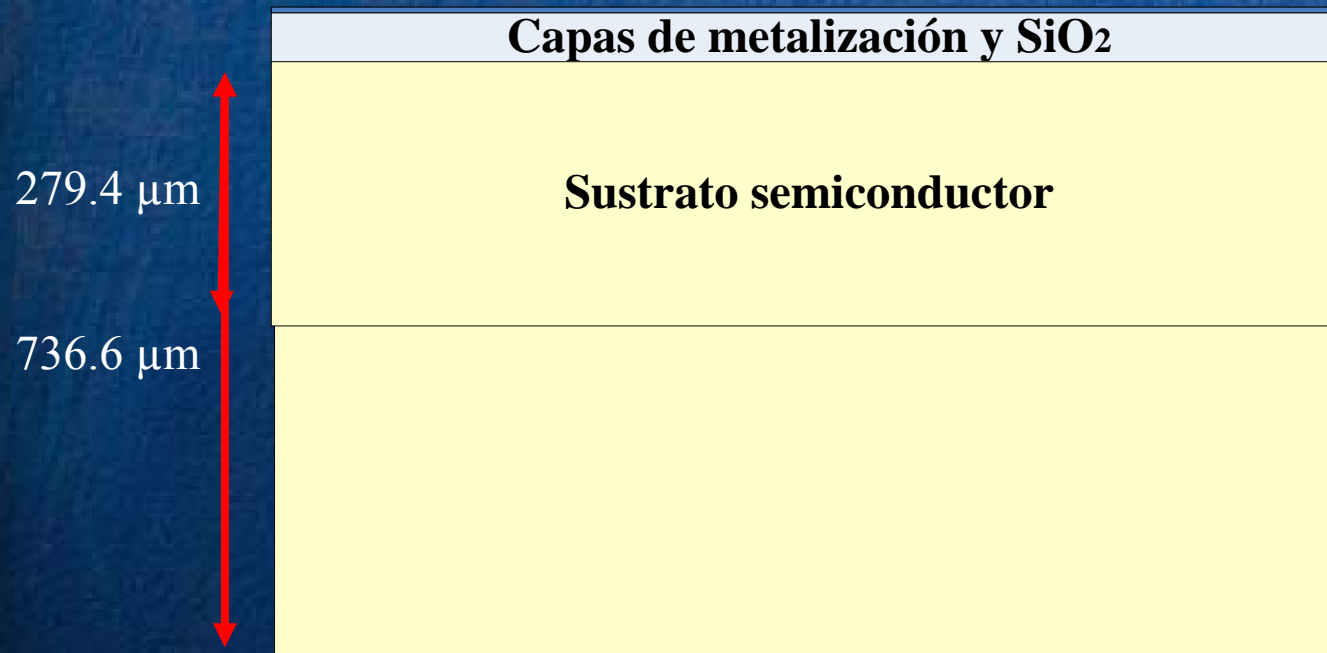 Capas de metalización y SiO2
279.4 µm
Sustrato semiconductor
736.6 µm